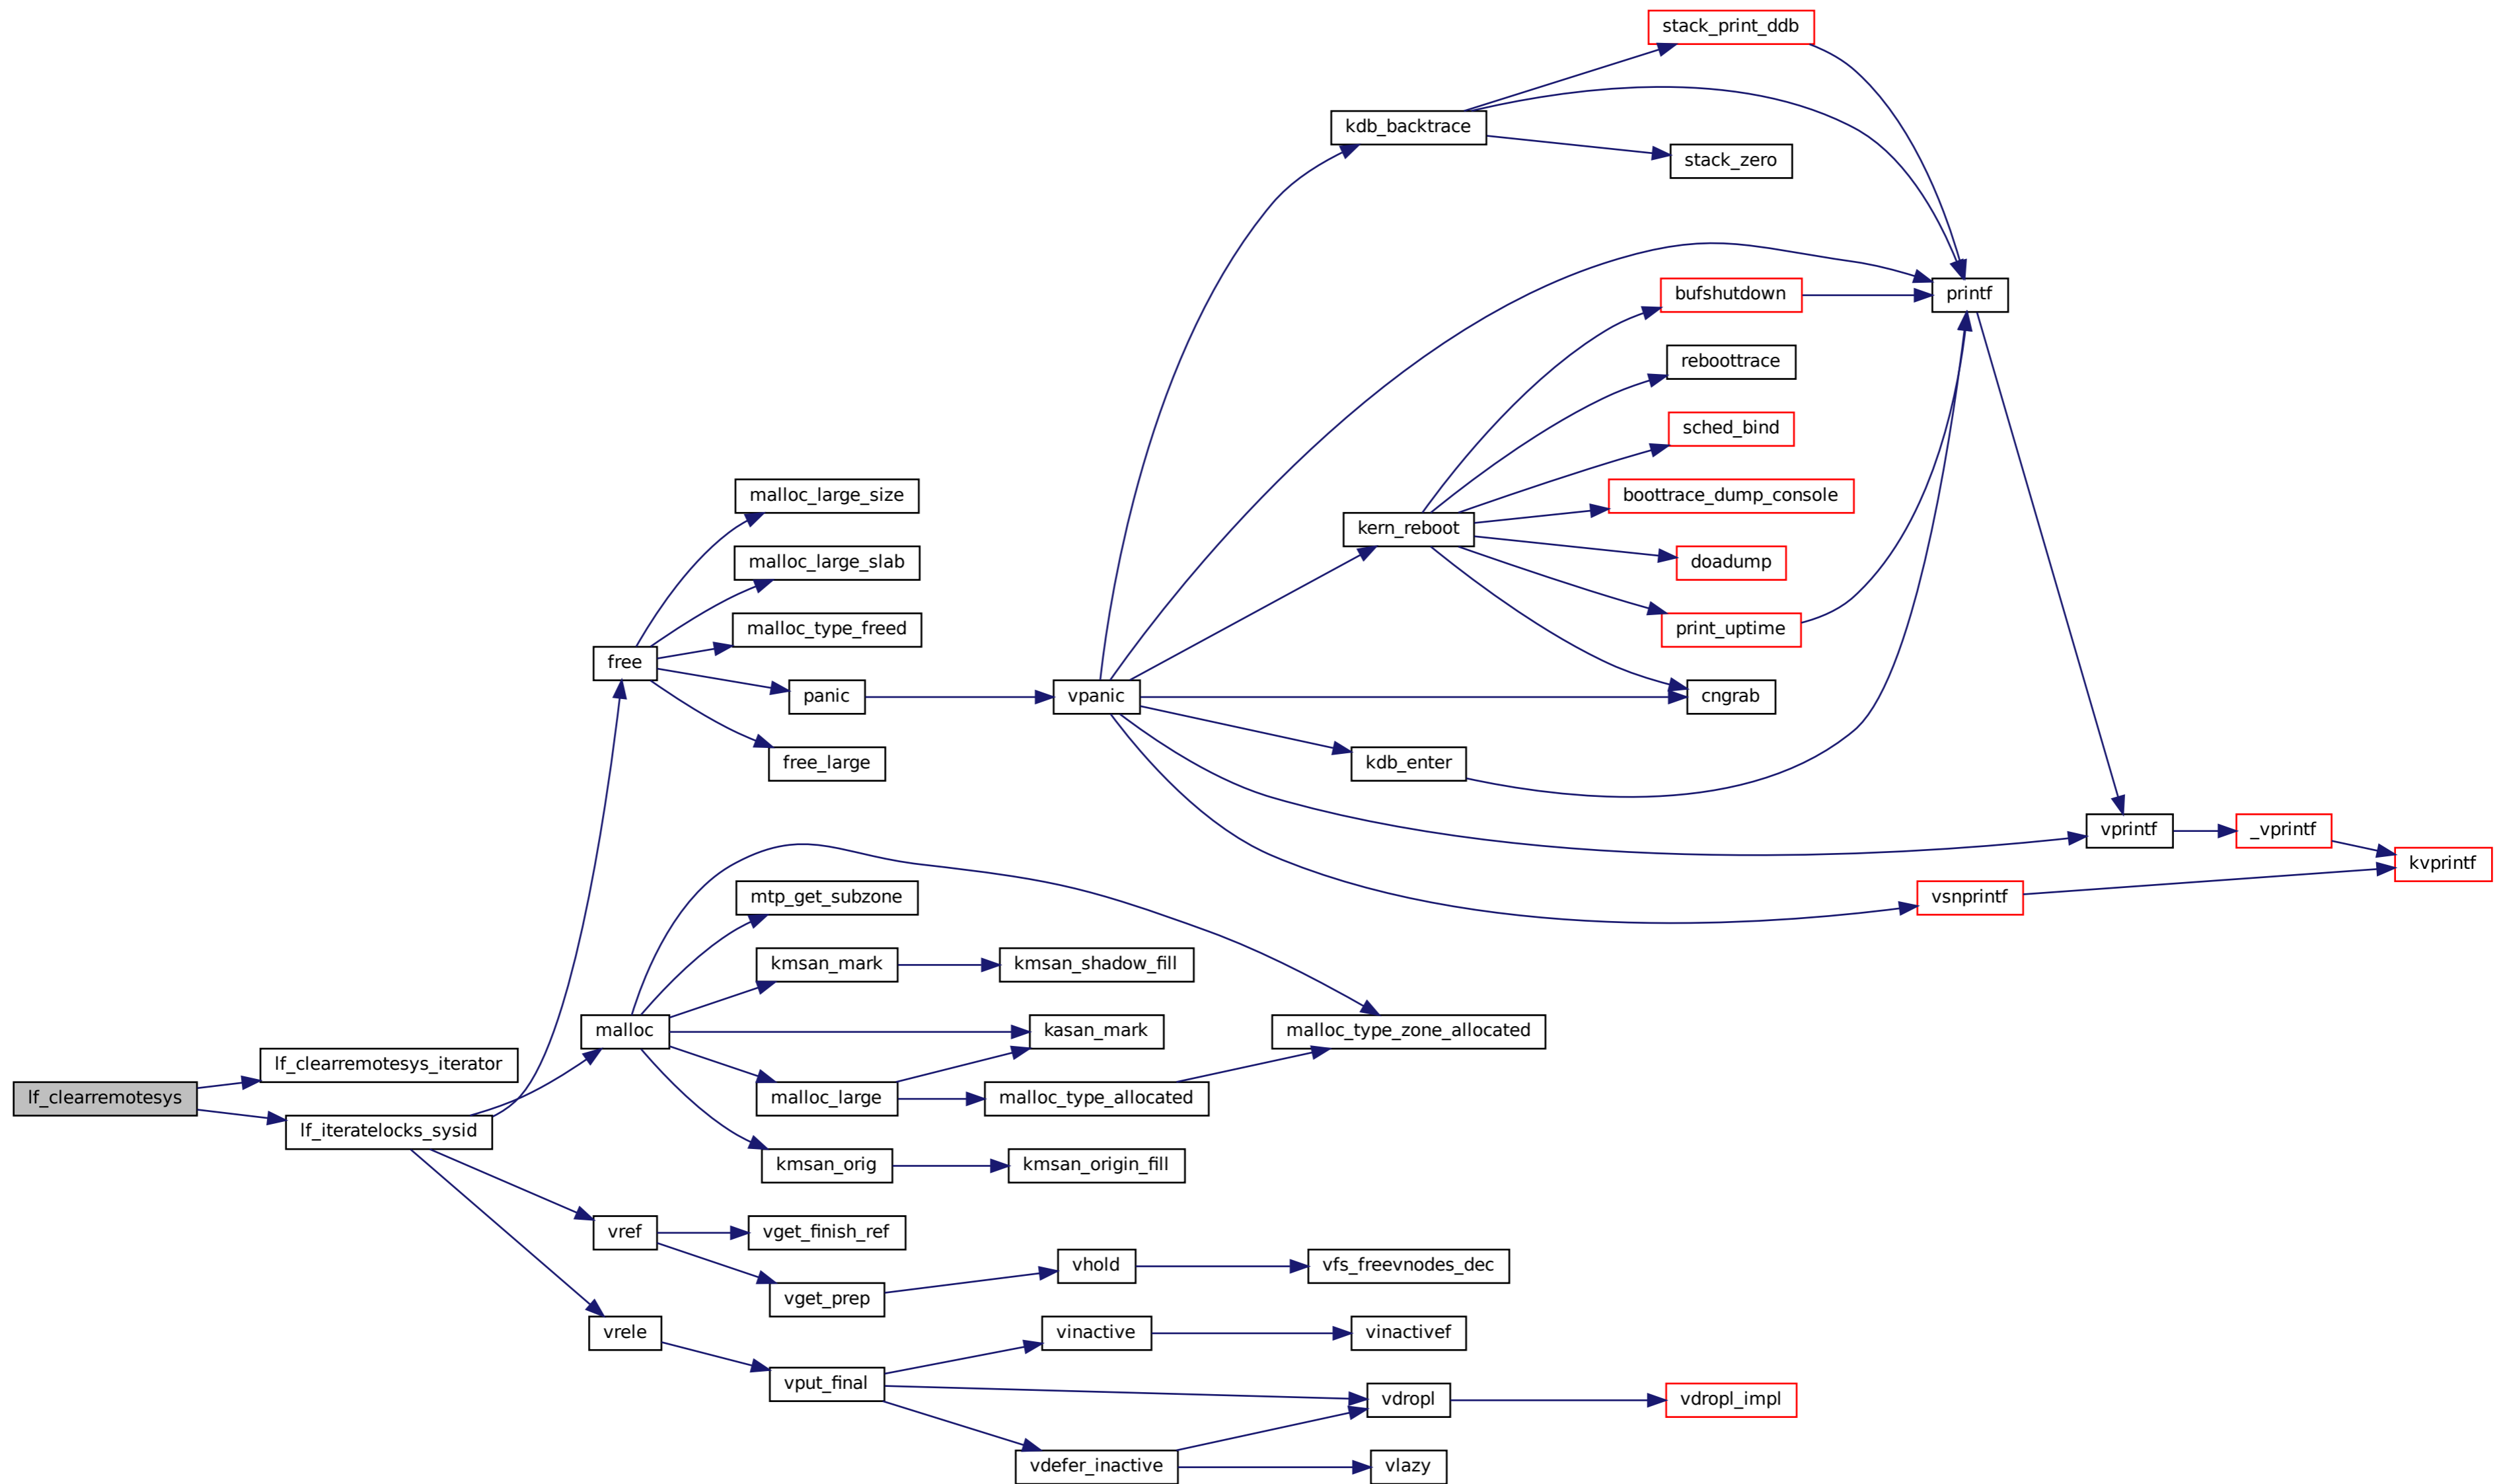 stack_print_ddb
kdb_backtrace
stack_zero
bufshutdown
printf
reboottrace
sched_bind
malloc_large_size
boottrace_dump_console
kern_reboot
malloc_large_slab
doadump
malloc_type_freed
print_uptime
free
panic
vpanic
cngrab
free_large
kdb_enter
vprintf
_vprintf
kvprintf
mtp_get_subzone
vsnprintf
kmsan_mark
kmsan_shadow_fill
malloc
kasan_mark
malloc_type_zone_allocated
lf_clearremotesys_iterator
lf_clearremotesys
malloc_large
malloc_type_allocated
lf_iteratelocks_sysid
kmsan_orig
kmsan_origin_fill
vref
vget_finish_ref
vhold
vfs_freevnodes_dec
vget_prep
vrele
vinactive
vinactivef
vput_final
vdropl
vdropl_impl
vdefer_inactive
vlazy